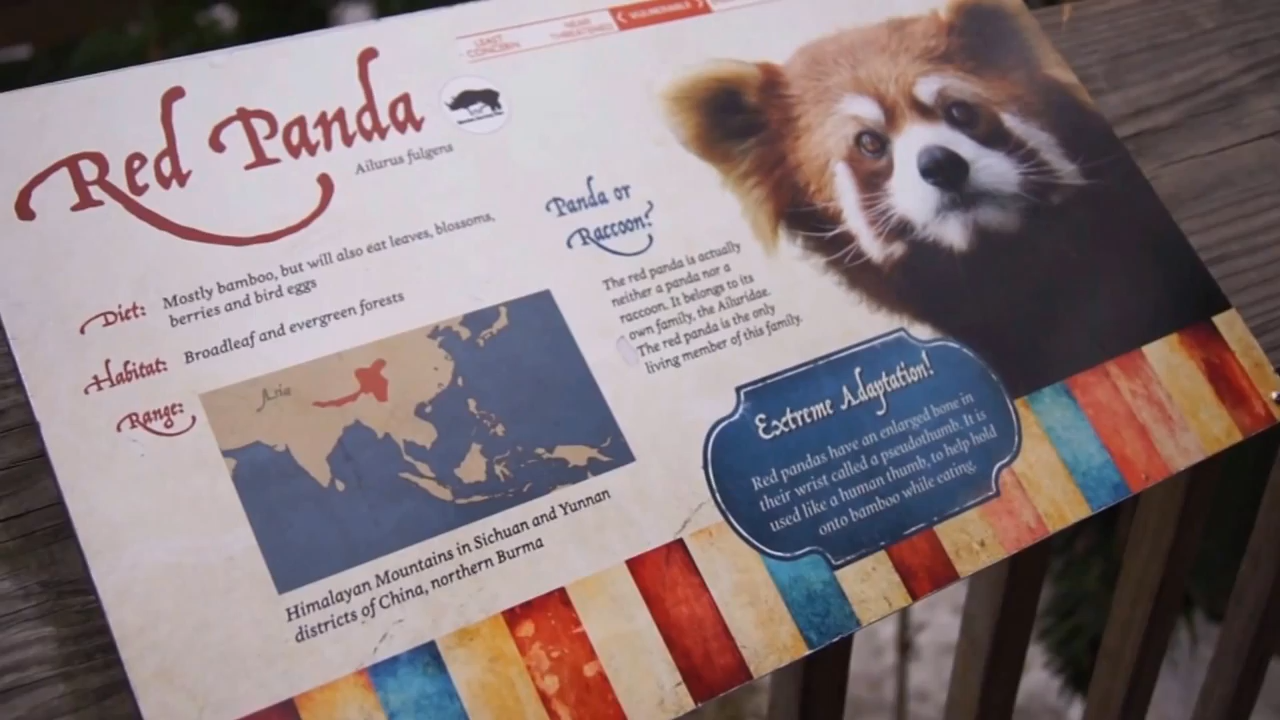 LEAST
CONCERN
NEAR
THREATENED
VULNERABLE
Red Panda
Ailurus fulgens
Diet: Mostly bamboo, but will also eat leaves, blossoms,
berries and bird eggs
Habitat: Broadleaf and evergreen forests
Range:
Asia
Himalayan Mountains in Sichuan and Yunnan
districts of China, northern Burma
Panda or
Raccoon?
The red panda is actually
neither a panda nor a
raccoon. It belongs to its
own family, the Ailuridae.
The red panda is the only
living member of this family.
Extreme Adaptation!
Red pandas have an enlarged bone in
their wrist called a pseudothumb. It is
used like a human thumb, to help hold
onto bamboo while eating.